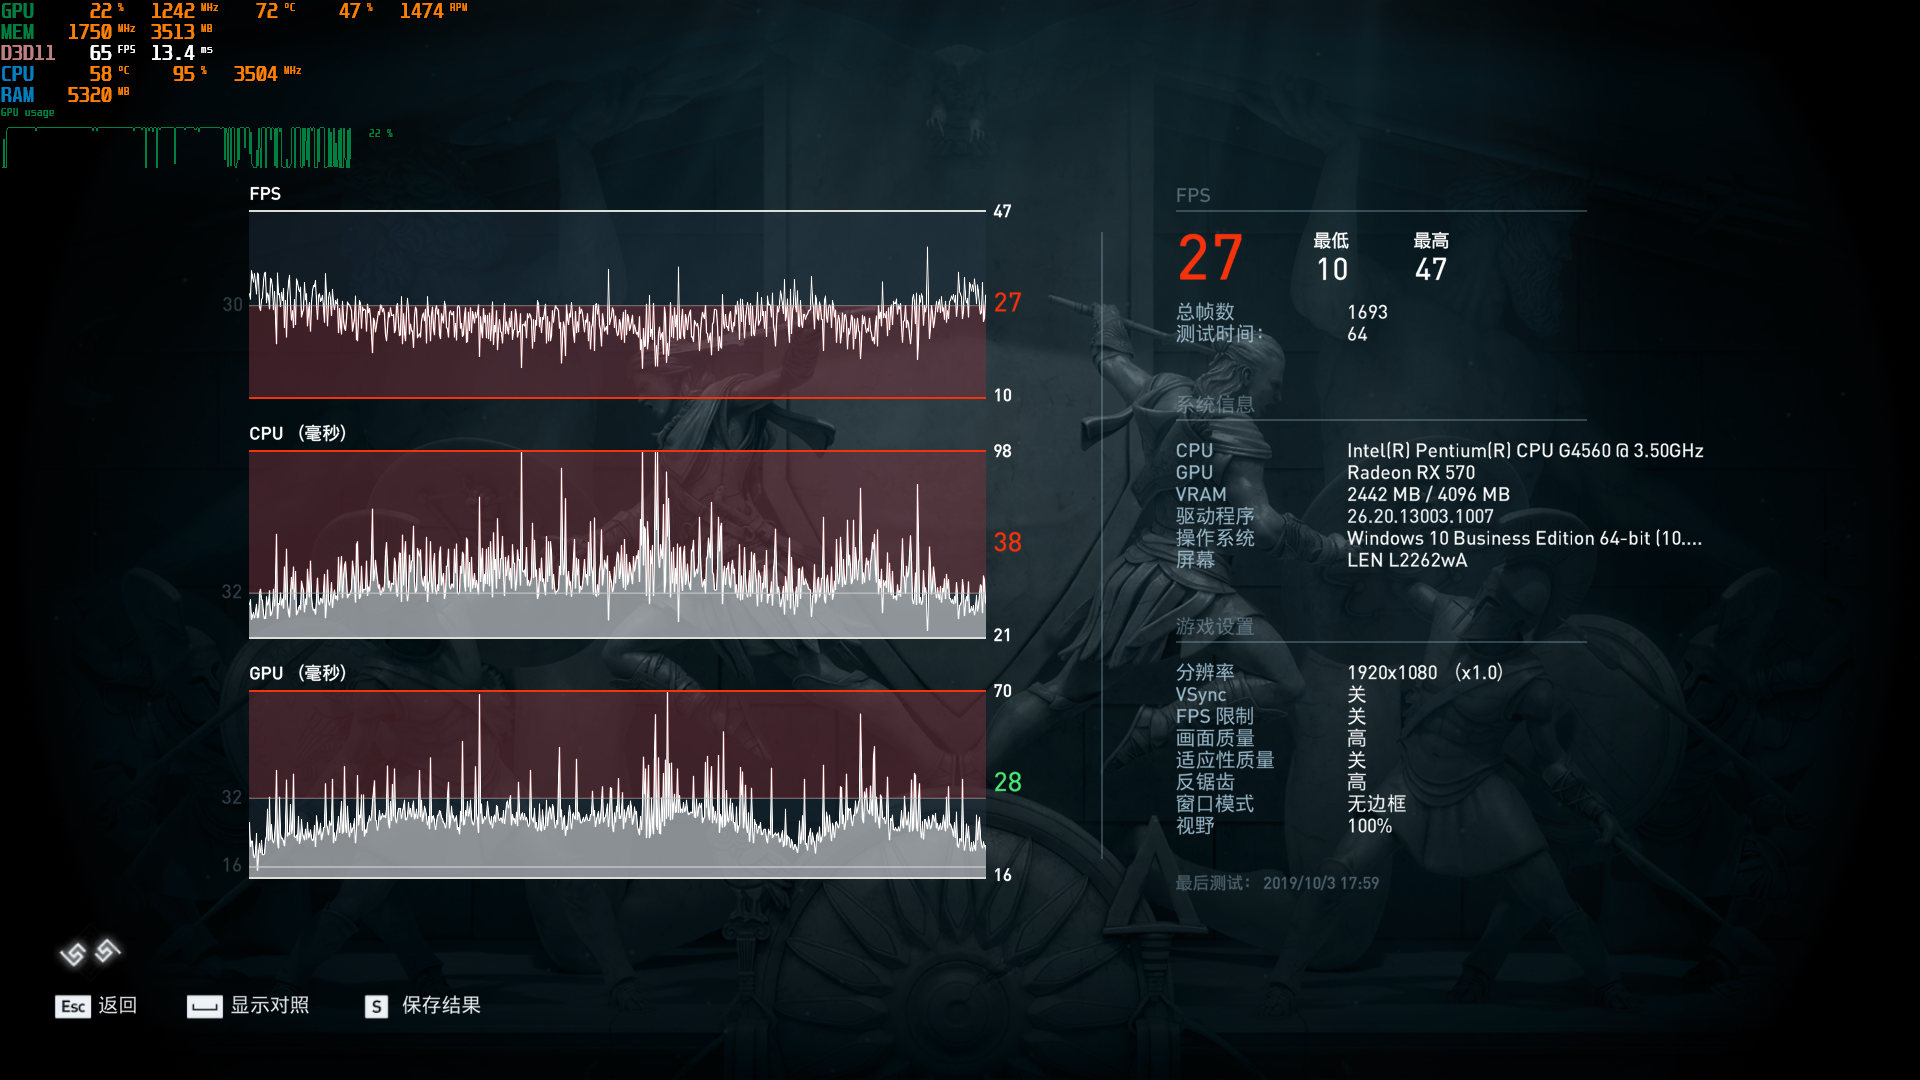 GPU 22 % 1242 MHz 72 °C 47 % 1474 RPM
MEM 1750 MHz 3513 MB
D3D11 65 FPS 13.4 ms
CPU 58 °C 95 % 3504 MHz
RAM 5320 MB
GPU usage
22 %
FPS
47
30
27
10
CPU （毫秒）
98
38
32
21
GPU （毫秒）
70
28
32
16
16
FPS
27
最低
10
最高
47
总帧数 1693
测试时间： 64
系统信息
CPU Intel(R) Pentium(R) CPU G4560 @ 3.50GHz
GPU Radeon RX 570
VRAM 2442 MB / 4096 MB
驱动程序 26.20.13003.1007
操作系统 Windows 10 Business Edition 64-bit (10....
屏幕 LEN L2262wA
游戏设置
分辨率 1920x1080 （x1.0）
VSync 关
FPS 限制 关
画面质量 高
适应性质量 关
反锯齿 高
窗口模式 无边框
视野 100%
最后测试： 2019/10/3 17:59
Esc 返回
显示对照
S 保存结果